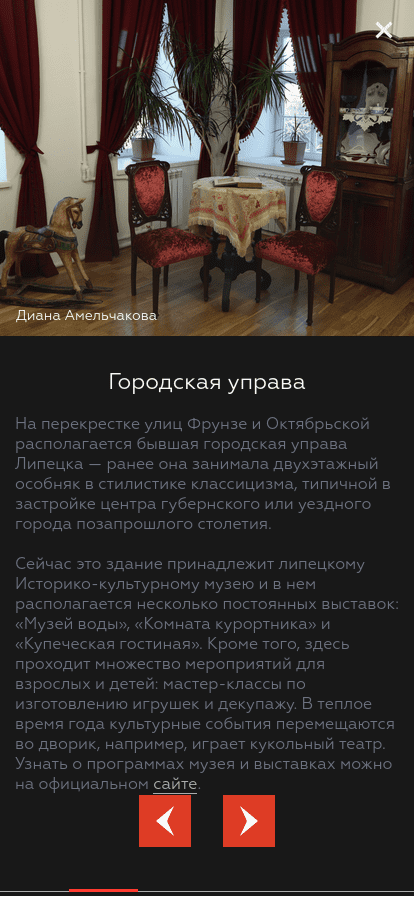 Диана Амельчакова
Городская управа
На перекрестке улиц Фрунзе и Октябрьской
располагается бывшая городская управа
Липецка — ранее она занимала двухэтажный
особняк в стилистике классицизма, типичной в
застройке центра губернского или уездного
города позапрошлого столетия.
Сейчас это здание принадлежит липецкому
Историко-культурному музею и в нем
располагается несколько постоянных выставок:
«Музей воды», «Комната курортника» и
«Купеческая гостиная». Кроме того, здесь
проходит множество мероприятий для
взрослых и детей: мастер-классы по
изготовлению игрушек и декупажу. В теплое
время года культурные события перемещаются
во дворик, например, играет кукольный театр.
Узнать о программах музея и выставках можно
на официальном сайте.